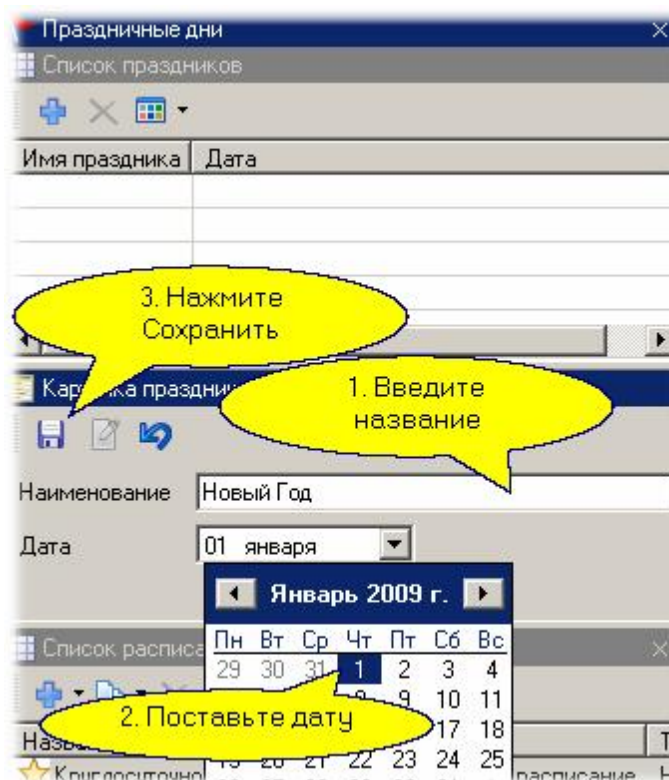 Праздничные дни
Список праздников
Имя праздника Дата
3. Нажмите
Сохранить
1. Введите
название
Наименование Новый Год
Дата 01 января
Январь 2009 г.
Пн Вт Ср Чт Пт Сб Вс
29 30 31 1 2 3 4
9 10 11
2. Поставьте дату
17 18
22 23 24 25
расписание